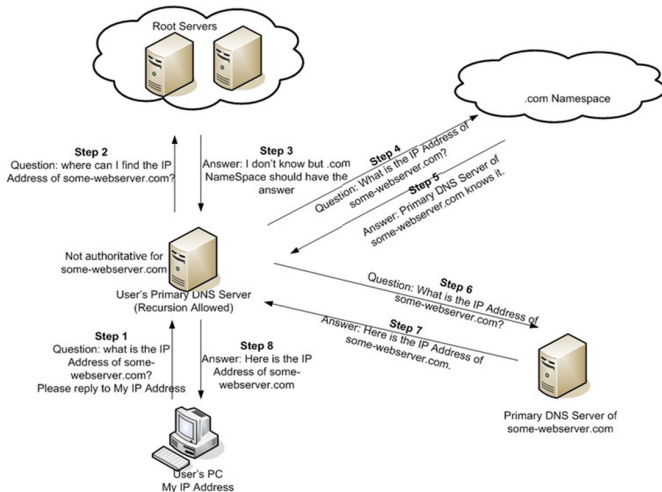 Root Servers
.com Namespace
Step 2
Question: where can I find the IP
Address of some-webserver.com?
Step 3
Answer: I don't know but .com
NameSpace should have the
answer
Step 4
Question: What is the IP Address of
some-webserver.com?
Step 5
Answer: Primary DNS Server of
some-webserver.com knows it.
Not authoritative for
some-webserver.com
User's Primary DNS Server
(Recursion Allowed)
Step 6
Question: What is the IP Address of
some-webserver.com?
Step 7
Answer: Here is the IP Address of
some-webserver.com.
Step 1
Question: what is the IP
Address of some-
webserver.com?
Please reply to My IP Address
Step 8
Answer: Here is the IP
Address of some-
webserver.com
Primary DNS Server of
some-webserver.com
User's PC
My IP Address